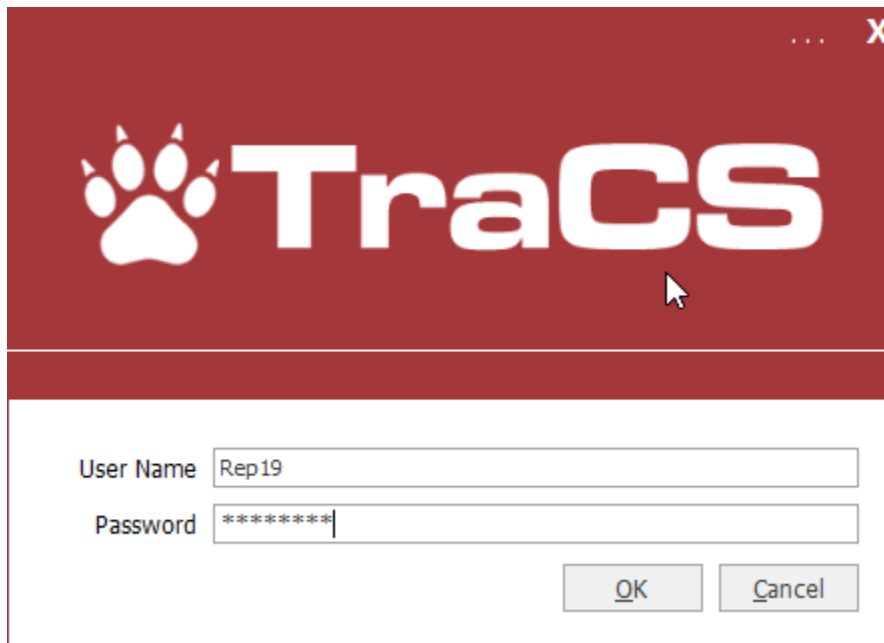 ... X
TraCS
User Name Rep19
Password ********
OK Cancel